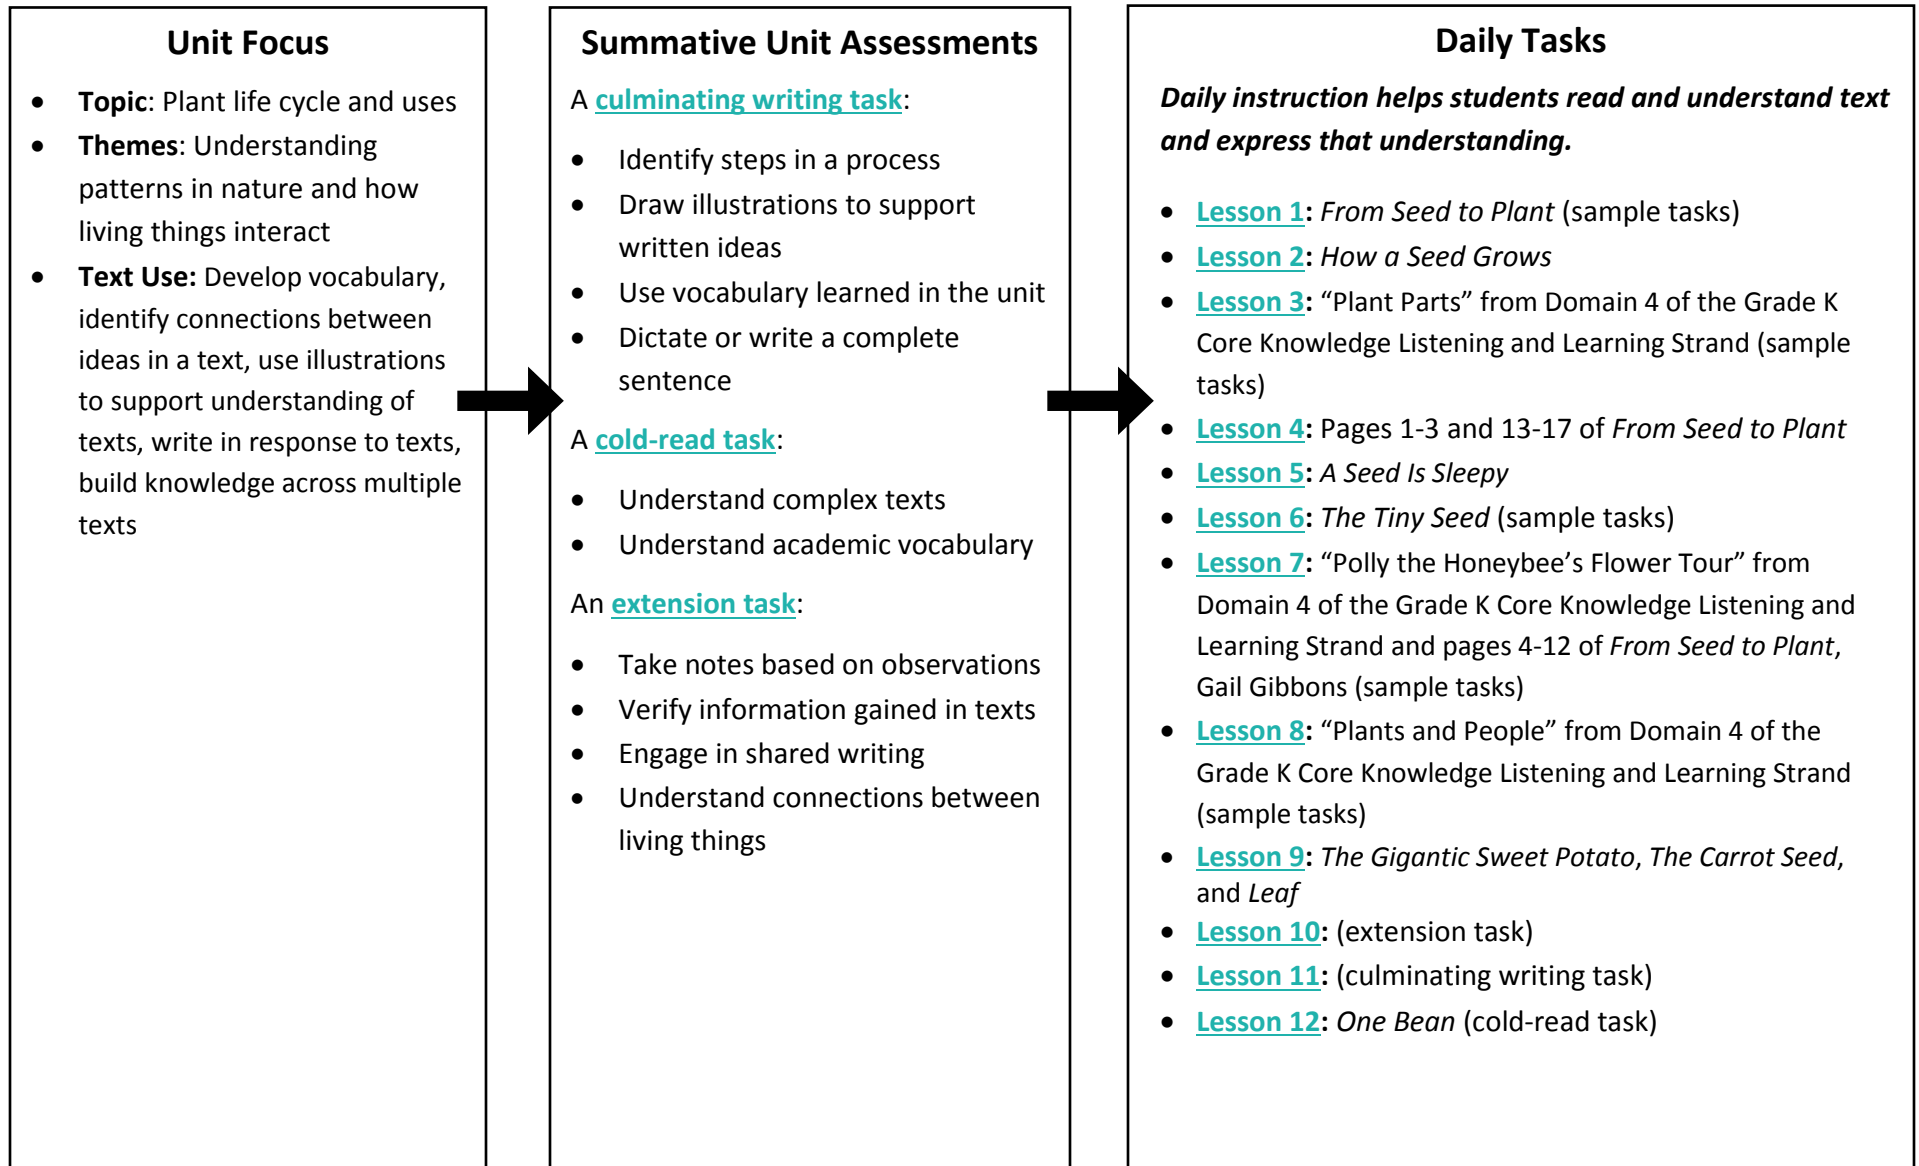 Unit Focus
• Topic: Plant life cycle and uses
• Themes: Understanding
patterns in nature and how
living things interact
• Text Use: Develop vocabulary,
identify connections between
ideas in a text, use illustrations
to support understanding of
texts, write in response to texts,
build knowledge across multiple
texts
Summative Unit Assessments
A culminating writing task:
• Identify steps in a process
• Draw illustrations to support
written ideas
• Use vocabulary learned in the unit
• Dictate or write a complete
sentence
A cold-read task:
• Understand complex texts
• Understand academic vocabulary
An extension task:
• Take notes based on observations
• Verify information gained in texts
• Engage in shared writing
• Understand connections between
living things
Daily Tasks
Daily instruction helps students read and understand text
and express that understanding.
• Lesson 1: From Seed to Plant (sample tasks)
• Lesson 2: How a Seed Grows
• Lesson 3: “Plant Parts” from Domain 4 of the Grade K
Core Knowledge Listening and Learning Strand (sample
tasks)
• Lesson 4: Pages 1-3 and 13-17 of From Seed to Plant
• Lesson 5: A Seed Is Sleepy
• Lesson 6: The Tiny Seed (sample tasks)
• Lesson 7: “Polly the Honeybee’s Flower Tour” from
Domain 4 of the Grade K Core Knowledge Listening and
Learning Strand and pages 4-12 of From Seed to Plant,
Gail Gibbons (sample tasks)
• Lesson 8: “Plants and People” from Domain 4 of the
Grade K Core Knowledge Listening and Learning Strand
(sample tasks)
• Lesson 9: The Gigantic Sweet Potato, The Carrot Seed,
and Leaf
• Lesson 10: (extension task)
• Lesson 11: (culminating writing task)
• Lesson 12: One Bean (cold-read task)